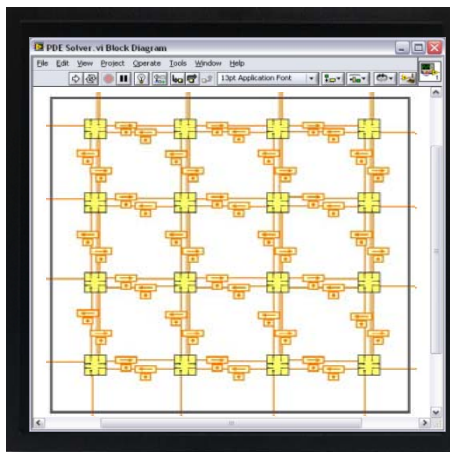 PDE Solver.vi Block Diagram
File Edit View Project Operate Tools Window Help
13pt Application Font